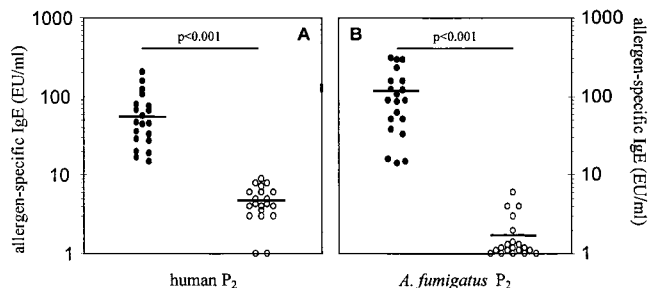 1000
100
10
1
allergen-specific IgE (EU/ml)
A
p<0.001
human P₂
B
p<0.001
A. fumigatus P₂
1000
100
10
1
allergen-specific IgE (EU/ml)